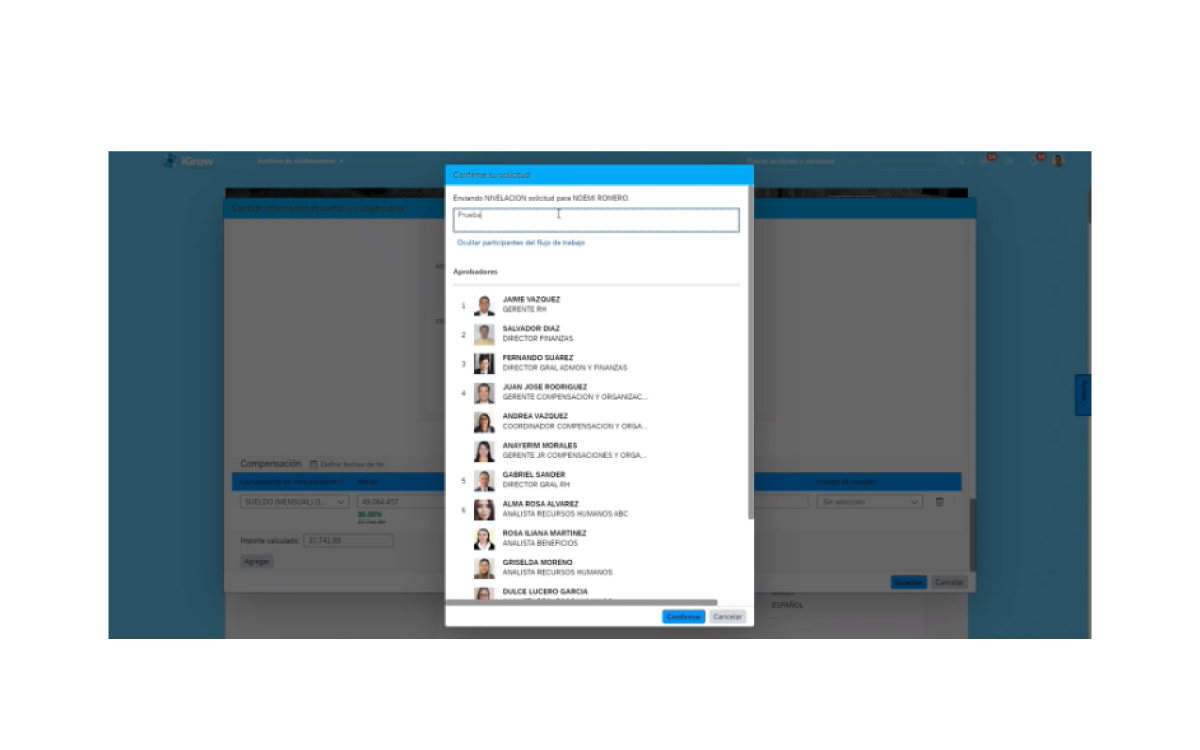 iGrow
Confirme su solicitud
Enviando NIVELACION solicitud para NOEMI ROMERO.
Prueba
Ocultar participantes del flujo de trabajo
Aprobadores
1
JAIME VAZQUEZ
GERENTE RH
2
SALVADOR DIAZ
DIRECTOR FINANZAS
3
FERNANDO SUAREZ
DIRECTOR GRAL ADMON Y FINANZAS
4
JUAN JOSE RODRIGUEZ
GERENTE COMPENSACION Y ORGANIZAC...
ANDREA VAZQUEZ
COORDINADOR COMPENSACION Y ORGA...
ANAYERIM MORALES
GERENTE JR COMPENSACIONES Y ORGA...
5
GABRIEL SANDER
DIRECTOR GRAL RH
6
ALMA ROSA ALVAREZ
ANALISTA RECURSOS HUMANOS ABC
ROSA ILIANA MARTINEZ
ANALISTA BENEFICIOS
GRISELDA MORENO
ANALISTA RECURSOS HUMANOS
DULCE LUCERO GARCIA
Confirmar Cancelar
Compensación
SUELDO (MENSUAL) (1... 49,064.457 Sin selección
30.00%
37,741.89
Importe calculado 37,741.89
Agregar
Guardar Cancelar
ESPAÑOL